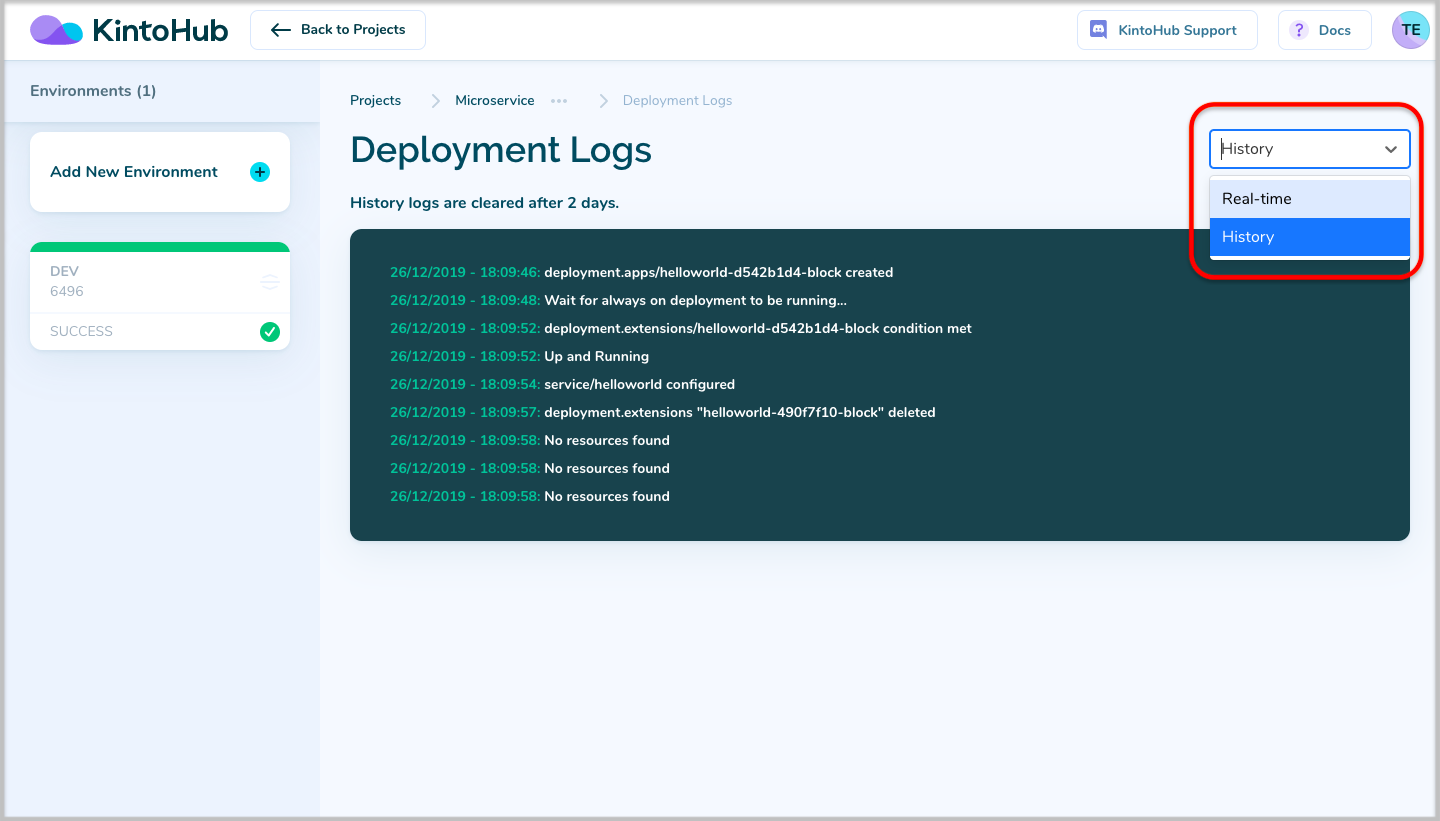 KintoHub
Back to Projects
KintoHub Support
? Docs
TE
Environments (1)
Add New Environment
DEV
6496
SUCCESS
Projects
Microservice
Deployment Logs
Deployment Logs
History
Real-time
History
History logs are cleared after 2 days.
26/12/2019 - 18:09:46: deployment.apps/helloworld-d542b1d4-block created
26/12/2019 - 18:09:48: Wait for always on deployment to be running...
26/12/2019 - 18:09:52: deployment.extensions/helloworld-d542b1d4-block condition met
26/12/2019 - 18:09:52: Up and Running
26/12/2019 - 18:09:54: service/helloworld configured
26/12/2019 - 18:09:57: deployment.extensions "helloworld-490f7f10-block" deleted
26/12/2019 - 18:09:58: No resources found
26/12/2019 - 18:09:58: No resources found
26/12/2019 - 18:09:58: No resources found